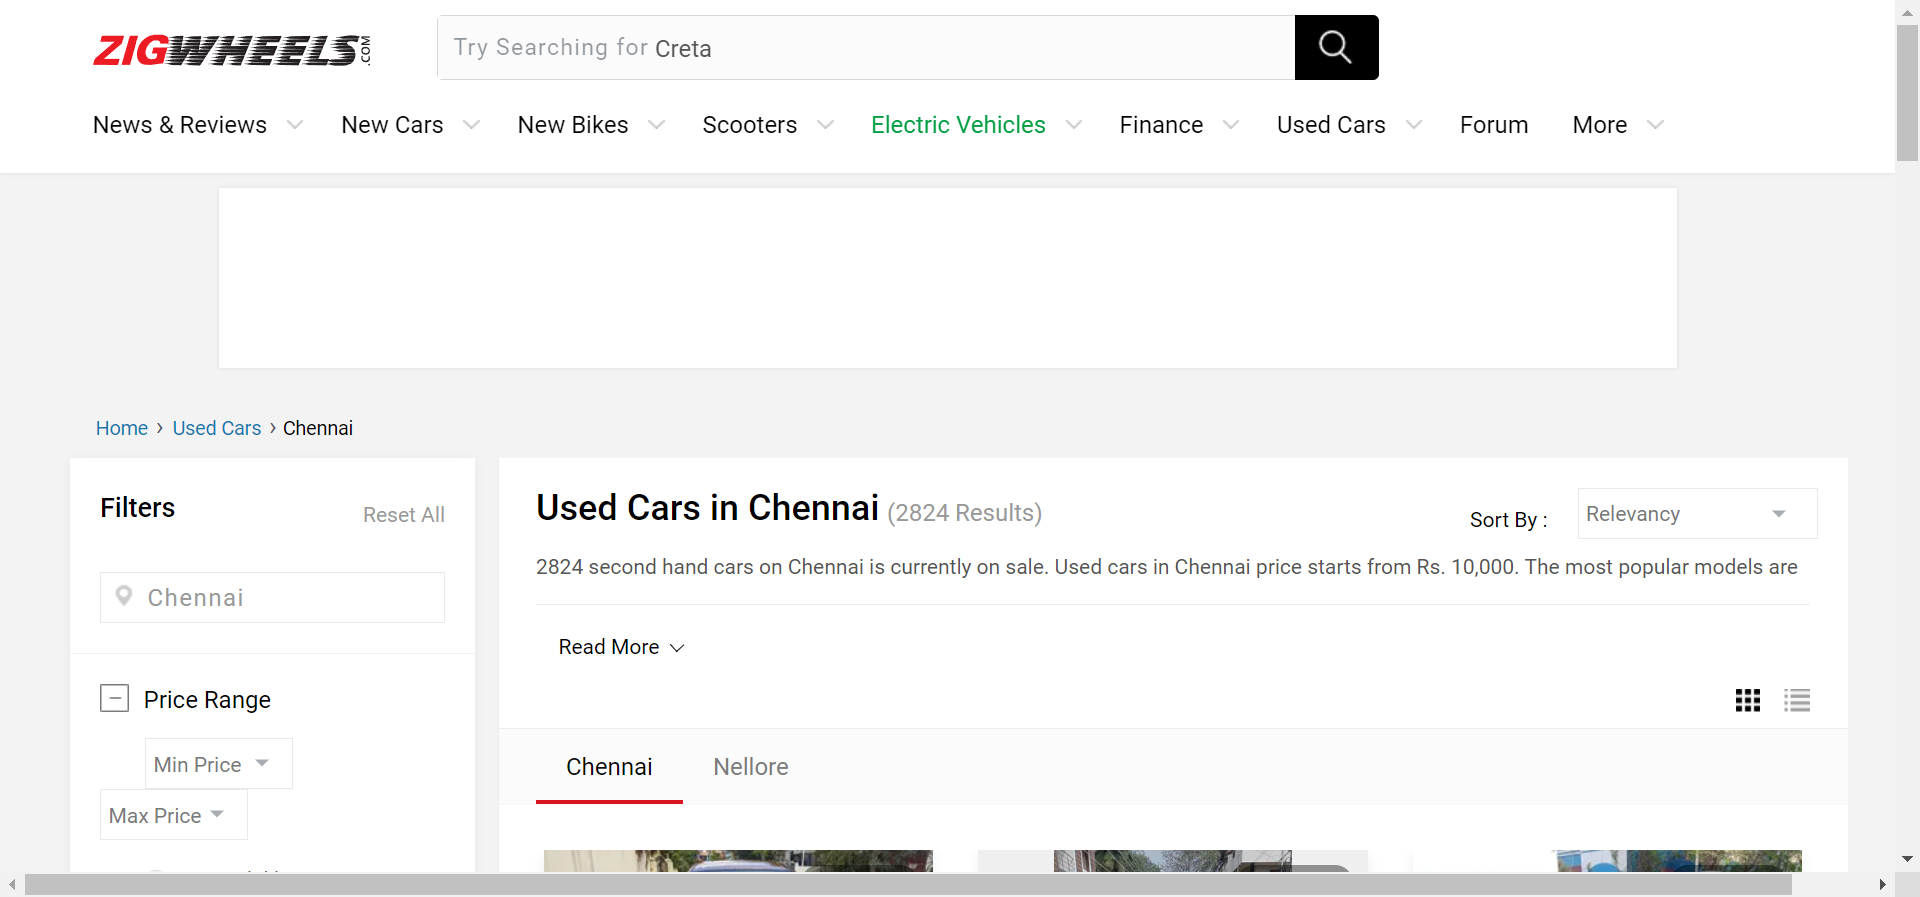 ZIGWHEELS.COM
Try Searching for Creta
News & Reviews New Cars New Bikes Scooters Electric Vehicles Finance Used Cars Forum More
Home › Used Cars › Chennai
Filters
Reset All
Chennai
Price Range
Min Price
Max Price
Used Cars in Chennai (2824 Results)
Sort By :
Relevancy
2824 second hand cars on Chennai is currently on sale. Used cars in Chennai price starts from Rs. 10,000. The most popular models are
Read More
Chennai Nellore